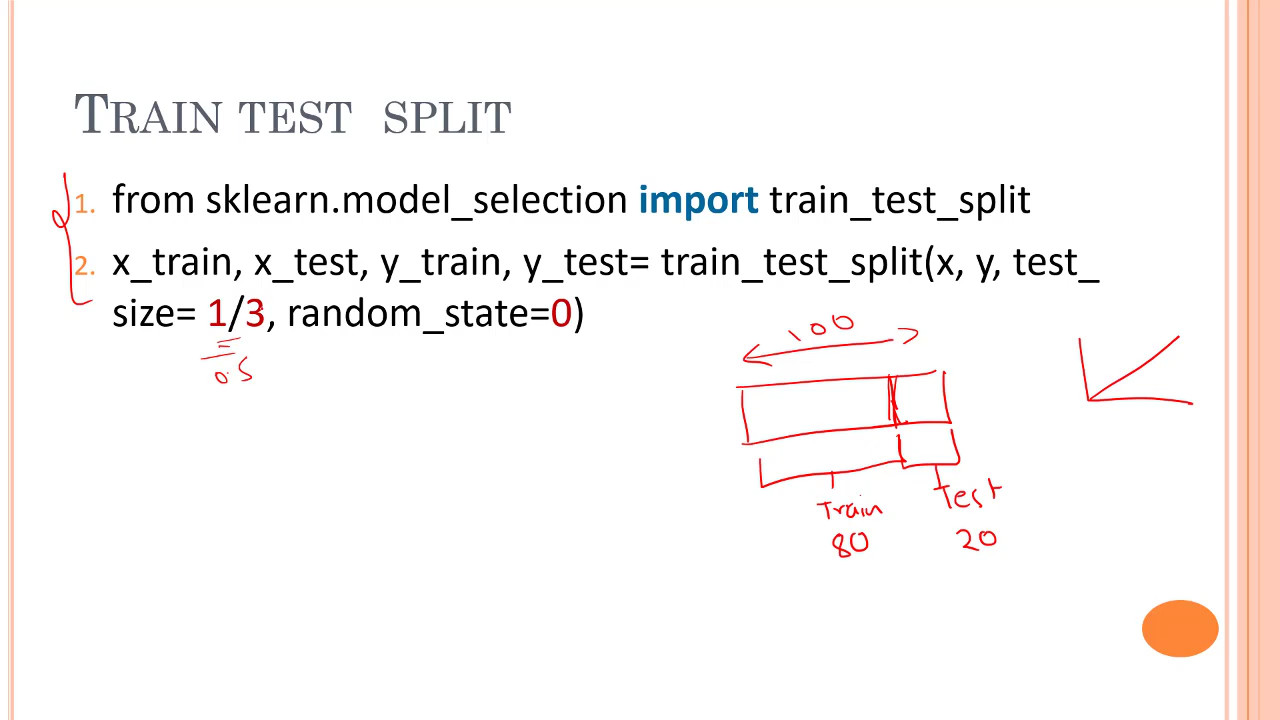 TRAIN TEST SPLIT
1. from sklearn.model_selection import train_test_split
2. x_train, x_test, y_train, y_test= train_test_split(x, y, test_
size= 1/3, random_state=0)
100
0.5
Train
Test
80
20